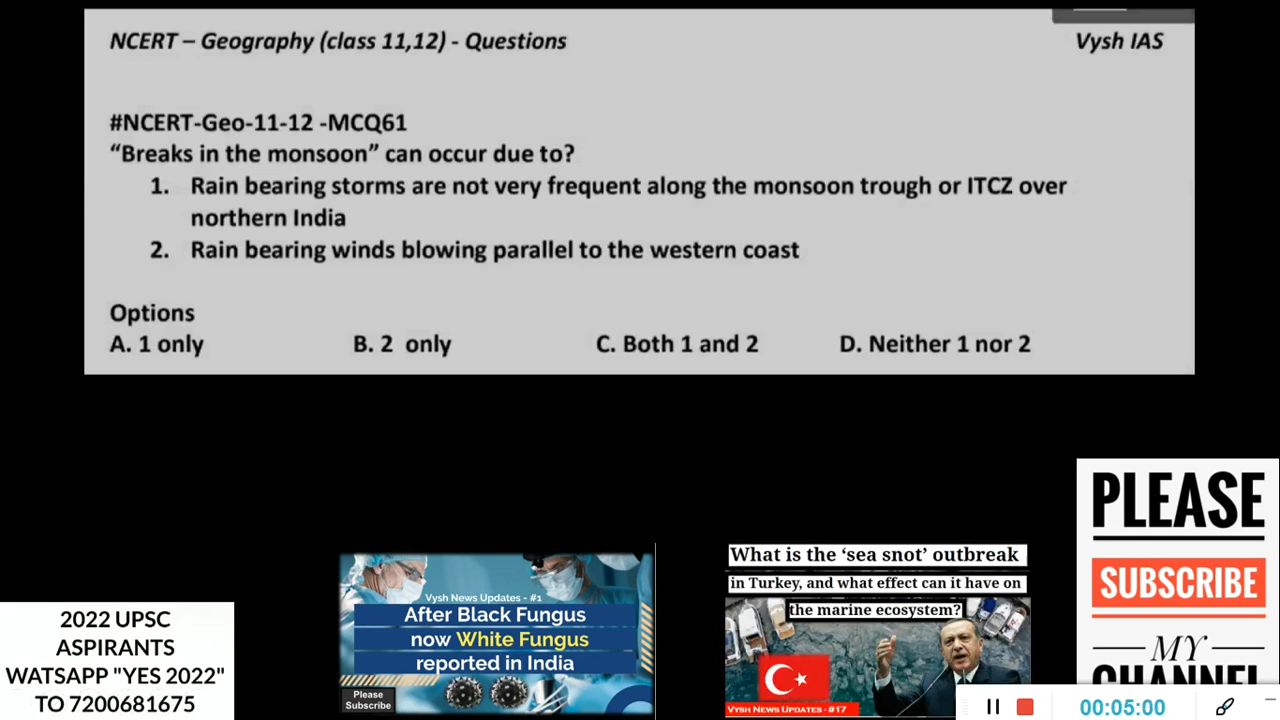 NCERT – Geography (class 11,12) - Questions
Vysh IAS
#NCERT-Geo-11-12 -MCQ61
“Breaks in the monsoon” can occur due to?
1. Rain bearing storms are not very frequent along the monsoon trough or ITCZ over
northern India
2. Rain bearing winds blowing parallel to the western coast
Options
A. 1 only B. 2 only C. Both 1 and 2 D. Neither 1 nor 2
2022 UPSC
ASPIRANTS
WATSAPP "YES 2022"
TO 7200681675
Vysh News Updates - #1
After Black Fungus
now White Fungus
reported in India
Please
Subscribe
What is the ‘sea snot’ outbreak
in Turkey, and what effect can it have on
the marine ecosystem?
Vysh News Updates - #17
PLEASE
SUBSCRIBE
MY
CHANNEL
00:05:00